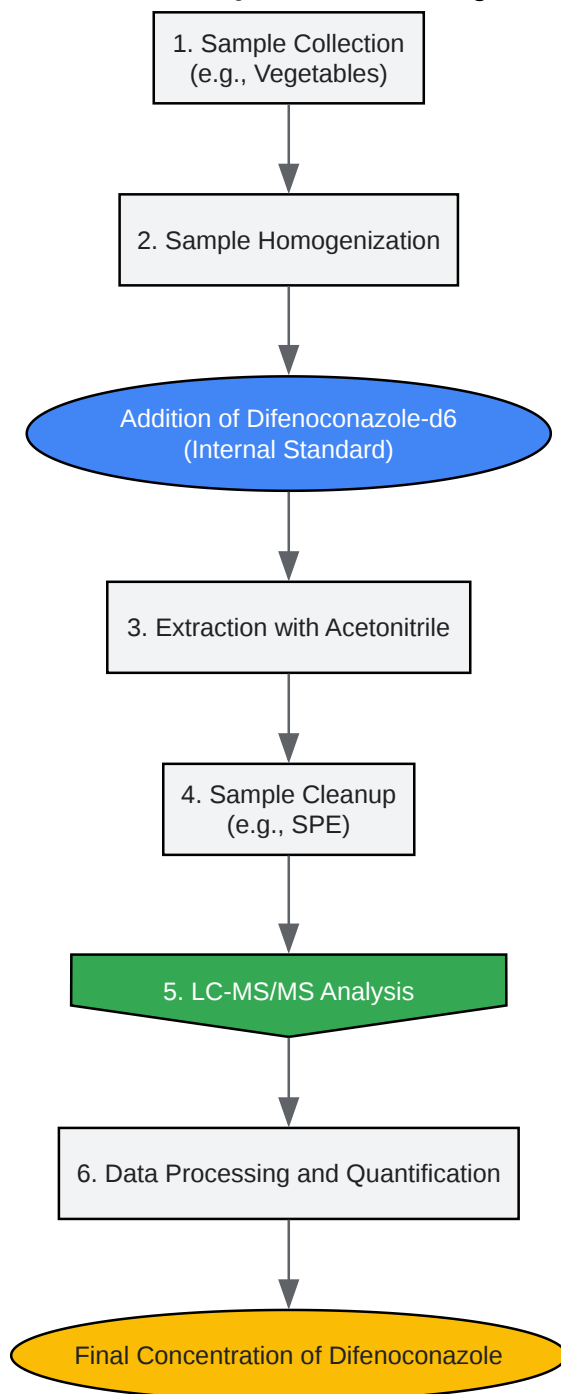 1. Sample Collection
(e.g., Vegetables)
2. Sample Homogenization
Addition of Difenoconazole-d6
(Internal Standard)
3. Extraction with Acetonitrile
4. Sample Cleanup
(e.g., SPE)
5. LC-MS/MS Analysis
6. Data Processing and Quantification
Final Concentration of Difenoconazole